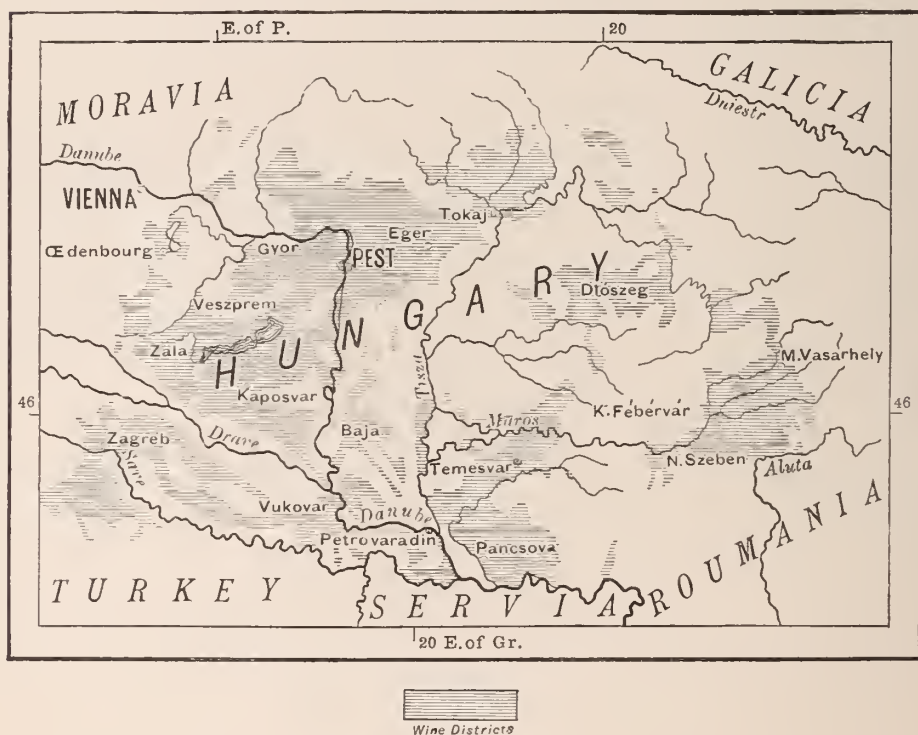 E. of P.
20
MORAVIA
GALICIA
Dniestr
Danube
VIENNA
Tokaj
Œdenbourg
Gyor
Eger
PEST
Veszprem
Dtószeg
HUNGARY
Zala
Tisza
M.Vasarhely
Kaposvar
46
K.Fébérvár
46
Maros
Zagreb
Drave
Baja
Save
Temesvar
N.Szeben
Aluta
Vukovar
Danube
Petrovaradin
Pancsova
TURKEY
SERVIA
ROUMANIA
20 E. of Gr.
Wine Districts